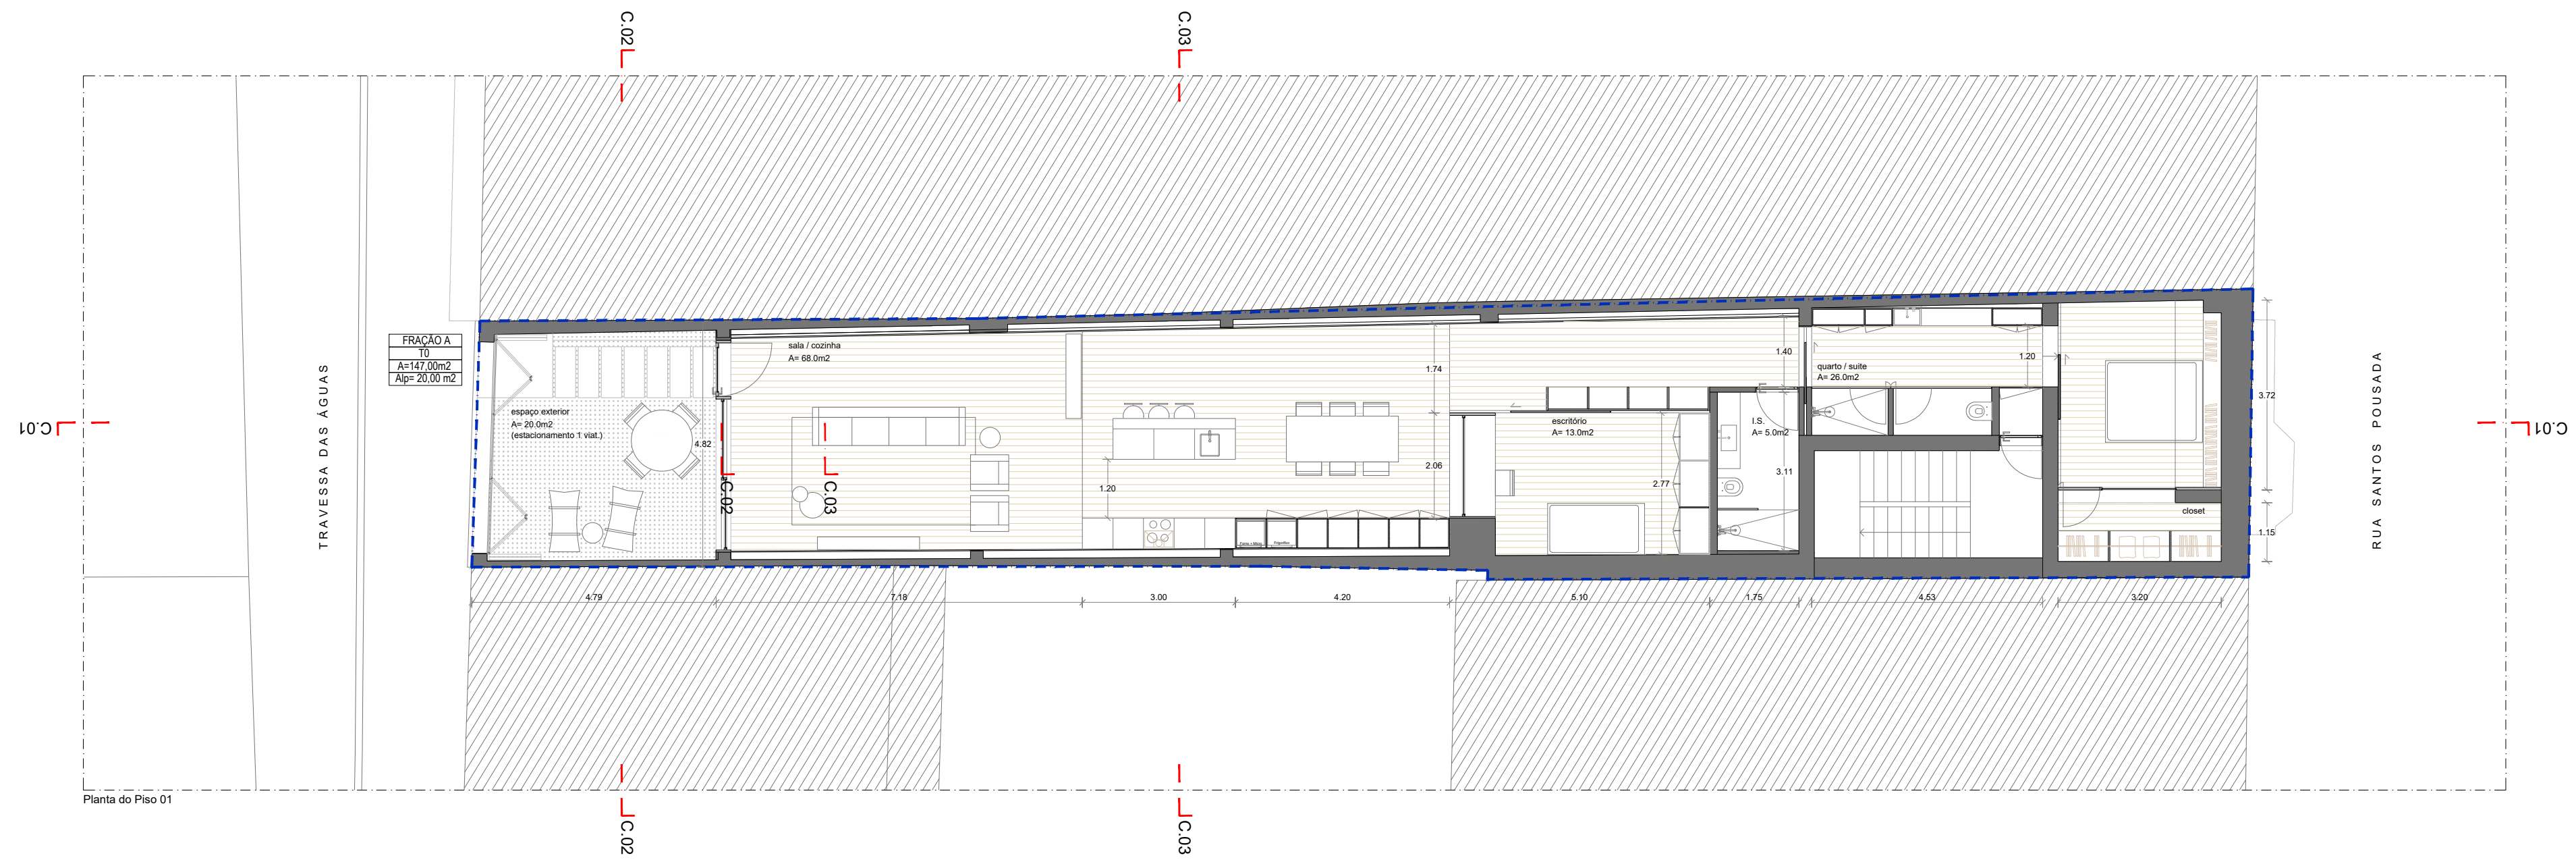 C.02
C.03
FRAÇÃO A
T0
A=147,00m2
Alp= 20,00 m2
TRAVESSA DAS ÁGUAS
C.01
espaço exterior
A= 20.0m2
(estacionamento 1 viat.)
4.82
sala / cozinha
A= 68.0m2
C.02
C.03
1.20
1.74
2.06
Frigorífico
escritório
A= 13.0m2
2.77
I.S.
A= 5.0m2
3.11
1.40
quarto / suite
A= 26.0m2
1.20
closet
3.72
1.15
RUA SANTOS POUSADA
C.01
4.79
7.18
3.00
4.20
5.10
1.75
4.53
3.20
Planta do Piso 01
C.02
C.03